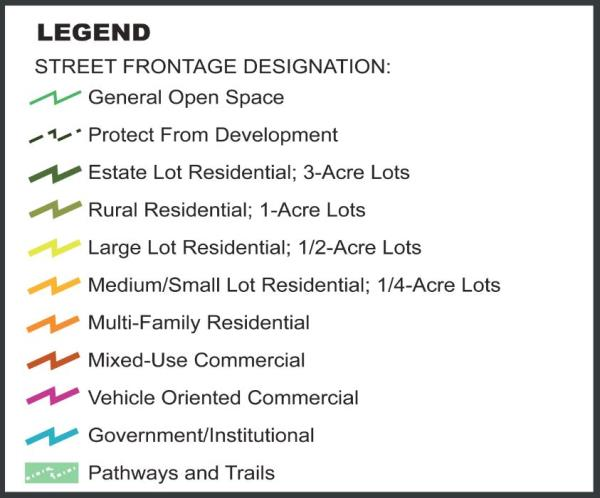 LEGEND
STREET FRONTAGE DESIGNATION:
General Open Space
Protect From Development
Estate Lot Residential; 3-Acre Lots
Rural Residential; 1-Acre Lots
Large Lot Residential; 1/2-Acre Lots
Medium/Small Lot Residential; 1/4-Acre Lots
Multi-Family Residential
Mixed-Use Commercial
Vehicle Oriented Commercial
Government/Institutional
Pathways and Trails